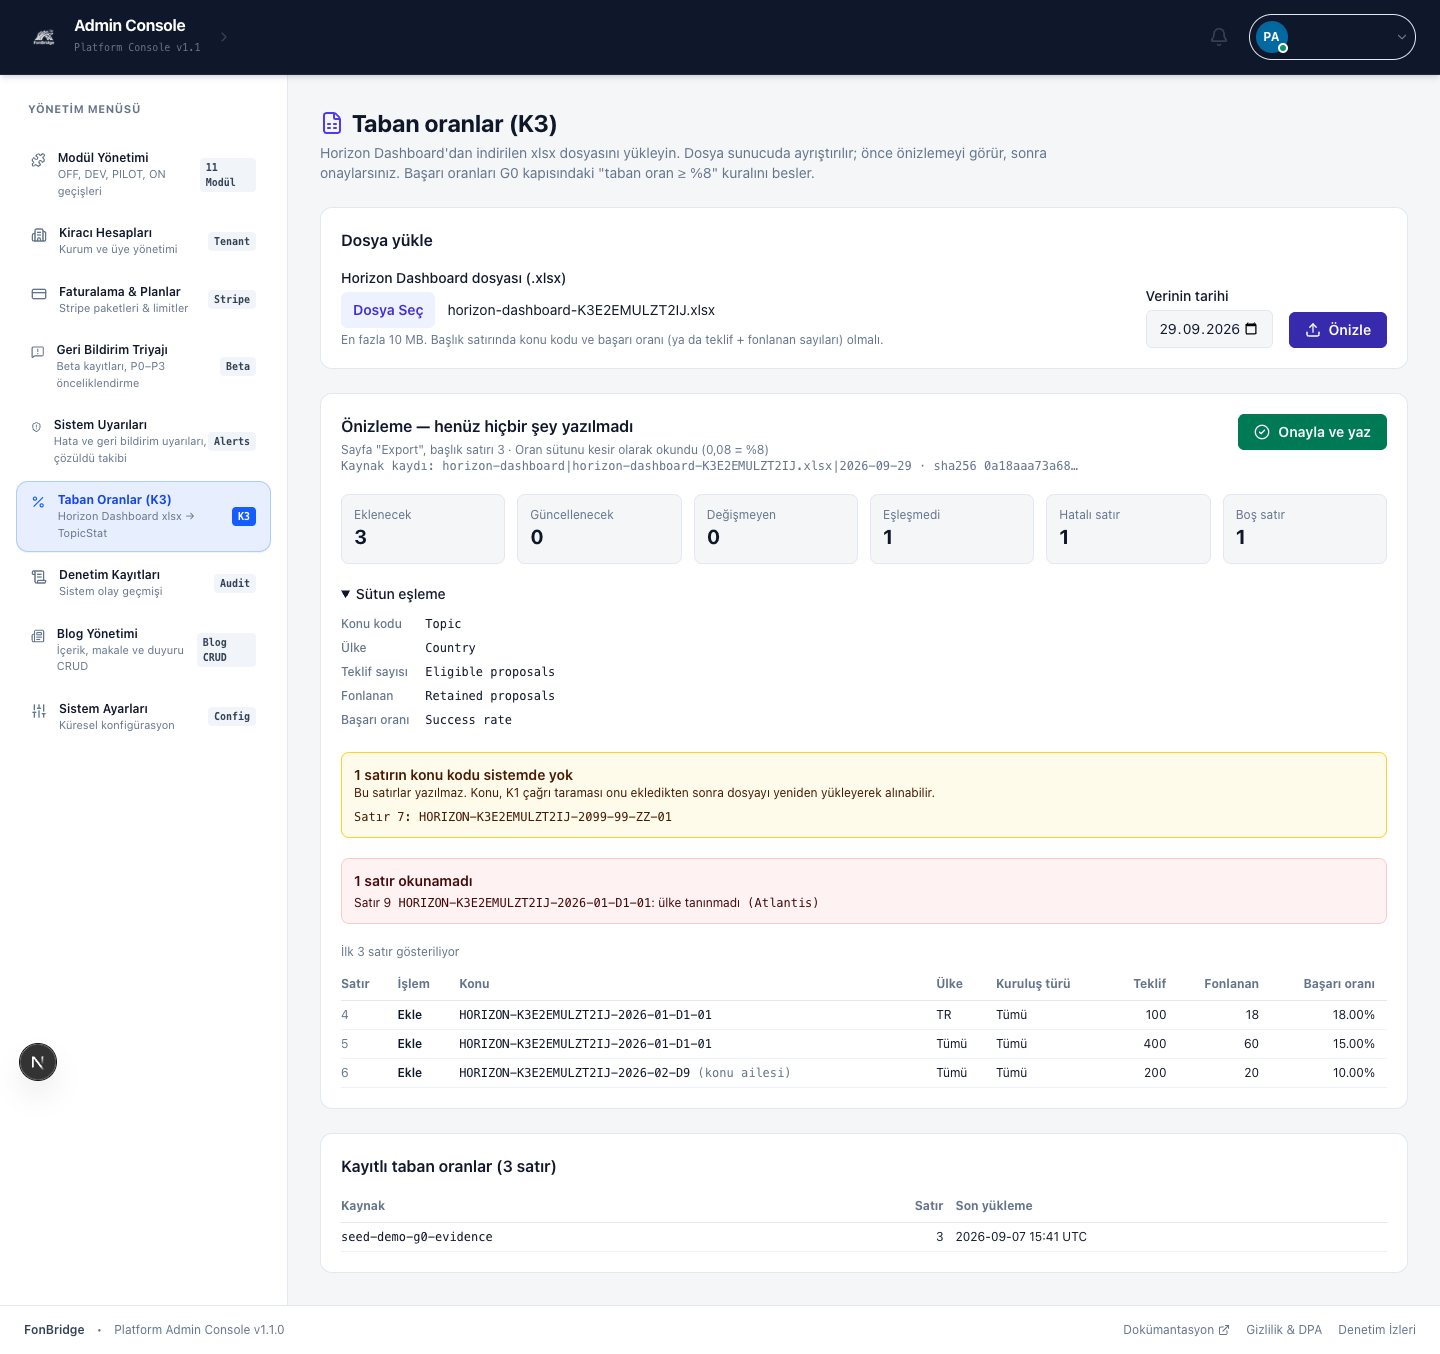 Admin Console
Platform Console v1.1
FonBridge
PA
YÖNETİM MENÜSÜ
Modül Yönetimi
OFF, DEV, PILOT, ON
geçişleri
11
Modül
Kiracı Hesapları
Kurum ve üye yönetimi
Tenant
Faturalama & Planlar
Stripe paketleri & limitler
Stripe
Geri Bildirim Triyajı
Beta kayıtları, P0–P3
önceliklendirme
Beta
Sistem Uyarıları
Hata ve geri bildirim uyarıları,
çözüldü takibi
Alerts
Taban Oranlar (K3)
Horizon Dashboard xlsx →
TopicStat
K3
Denetim Kayıtları
Sistem olay geçmişi
Audit
Blog Yönetimi
İçerik, makale ve duyuru
CRUD
Blog
CRUD
Sistem Ayarları
Küresel konfigürasyon
Config
N
Taban oranlar (K3)
Horizon Dashboard'dan indirilen xlsx dosyasını yükleyin. Dosya sunucuda ayrıştırılır; önce önizlemeyi görür, sonra
onaylarsınız. Başarı oranları G0 kapısındaki "taban oran ≥ %8" kuralını besler.
Dosya yükle
Horizon Dashboard dosyası (.xlsx)
Dosya Seç horizon-dashboard-K3E2EMULZT2IJ.xlsx
En fazla 10 MB. Başlık satırında konu kodu ve başarı oranı (ya da teklif + fonlanan sayıları) olmalı.
Verinin tarihi
29.09.2026
Önizle
Önizleme — henüz hiçbir şey yazılmadı
Sayfa "Export", başlık satırı 3 · Oran sütunu kesir olarak okundu (0,08 = %8)
Kaynak kaydı: horizon-dashboard|horizon-dashboard-K3E2EMULZT2IJ.xlsx|2026-09-29 · sha256 0a18aaa73a68…
Onayla ve yaz
Eklenecek
3
Güncellenecek
0
Değişmeyen
0
Eşleşmedi
1
Hatalı satır
1
Boş satır
1
▼ Sütun eşleme
Konu kodu Topic
Ülke Country
Teklif sayısı Eligible proposals
Fonlanan Retained proposals
Başarı oranı Success rate
1 satırın konu kodu sistemde yok
Bu satırlar yazılmaz. Konu, K1 çağrı taraması onu ekledikten sonra dosyayı yeniden yükleyerek alınabilir.
Satır 7: HORIZON-K3E2EMULZT2IJ-2099-99-ZZ-01
1 satır okunamadı
Satır 9 HORIZON-K3E2EMULZT2IJ-2026-01-D1-01: ülke tanınmadı (Atlantis)
İlk 3 satır gösteriliyor
Satır İşlem Konu Ülke Kuruluş türü Teklif Fonlanan Başarı oranı
4 Ekle HORIZON-K3E2EMULZT2IJ-2026-01-D1-01 TR Tümü 100 18 18.00%
5 Ekle HORIZON-K3E2EMULZT2IJ-2026-01-D1-01 Tümü Tümü 400 60 15.00%
6 Ekle HORIZON-K3E2EMULZT2IJ-2026-02-D9 (konu ailesi) Tümü Tümü 200 20 10.00%
Kayıtlı taban oranlar (3 satır)
Kaynak Satır Son yükleme
seed-demo-g0-evidence 3 2026-09-07 15:41 UTC
FonBridge • Platform Admin Console v1.1.0
Dokümantasyon Gizlilik & DPA Denetim İzleri